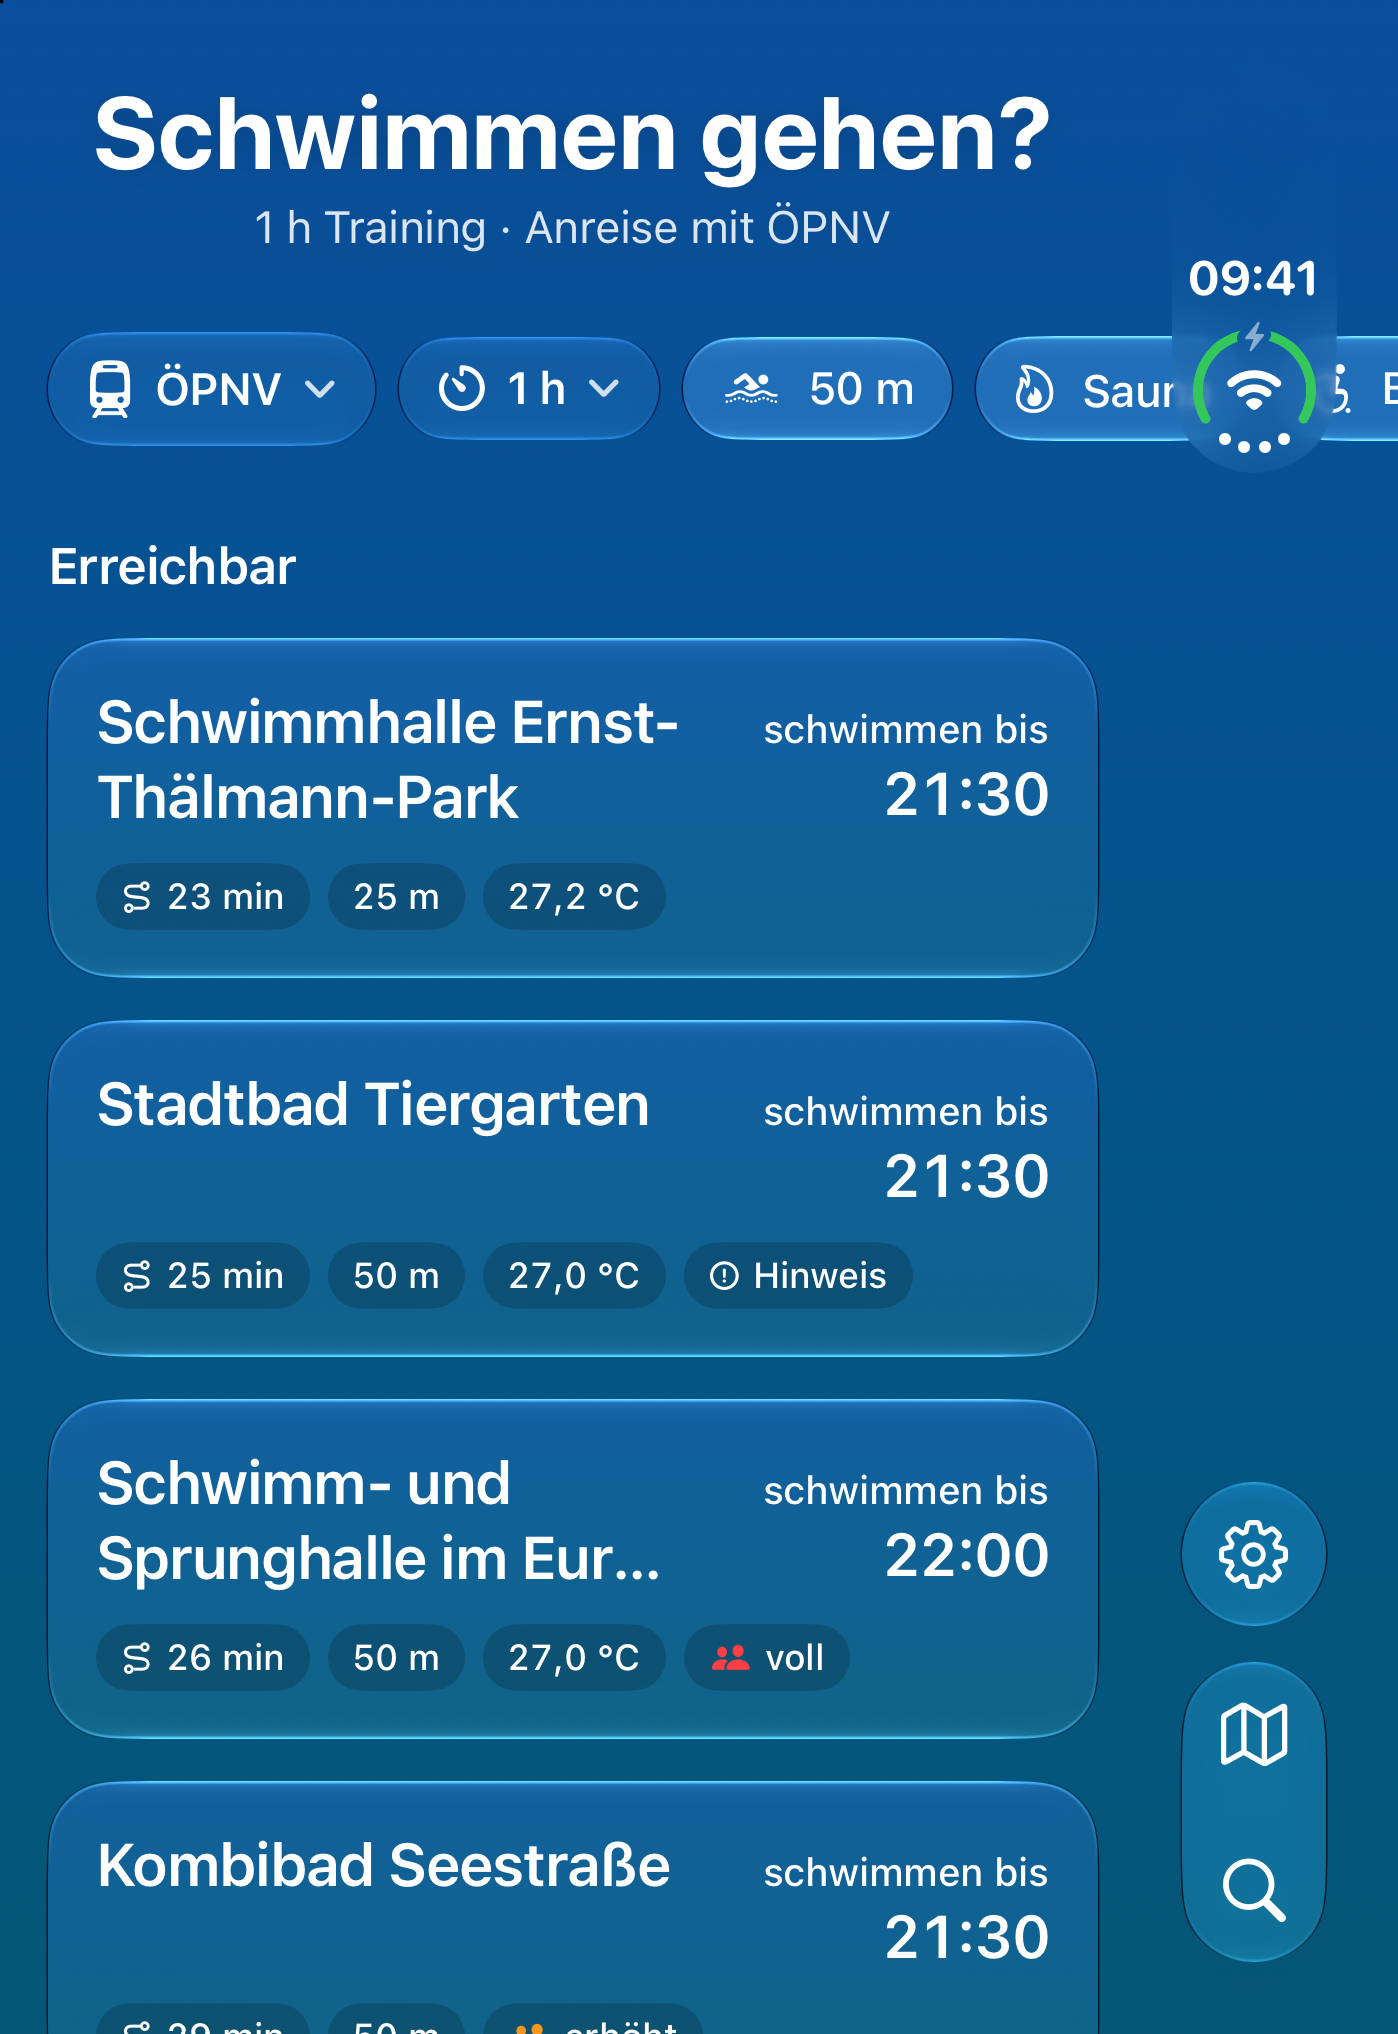 Schwimmen gehen?
1 h Training · Anreise mit ÖPNV
09:41
ÖPNV
1 h
50 m
Erreichbar
Schwimmhalle Ernst-
Thälmann-Park
schwimmen bis
21:30
23 min
25 m
27,2 °C
Stadtbad Tiergarten
schwimmen bis
21:30
25 min
50 m
27,0 °C
Hinweis
Schwimm- und
Sprunghalle im Eur...
schwimmen bis
22:00
26 min
50 m
27,0 °C
voll
Kombibad Seestraße
schwimmen bis
21:30
50 m
erhöht